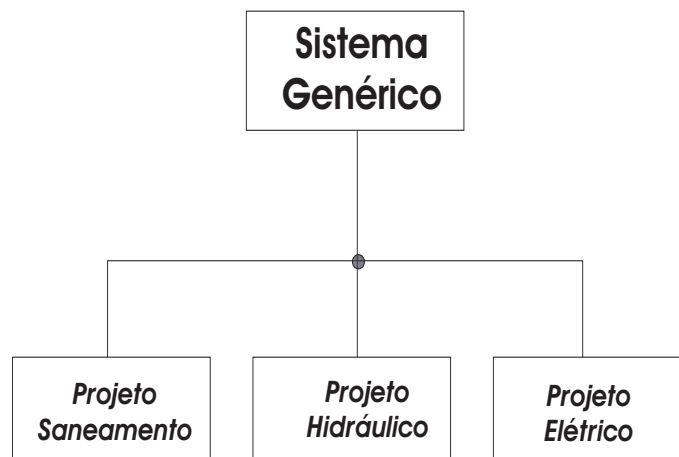 Sistema
Genérico
Projeto
Saneamento
Projeto
Hidráulico
Projeto
Elétrico